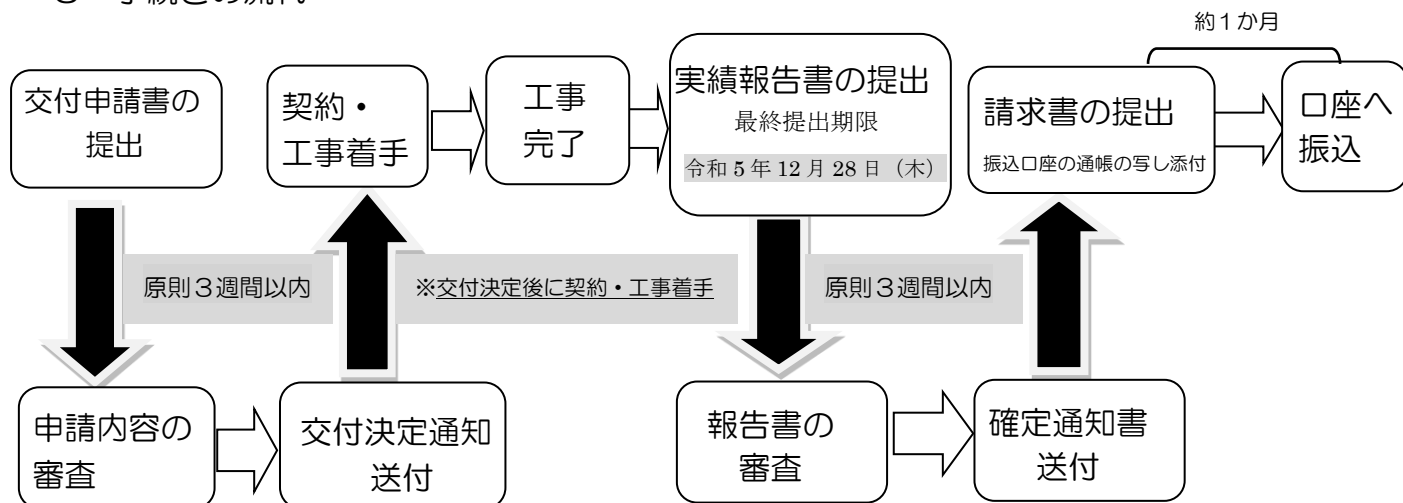 約１か月
交付申請書の
提出
契約・
工事着手
工事
完了
実績報告書の提出
最終提出期限
令和 5 年 12 月 28 日（木）
請求書の提出
振込口座の通帳の写し添付
口座へ
振込
原則３週間以内
※交付決定後に契約・工事着手
原則３週間以内
申請内容の
審査
交付決定通知
送付
報告書の
審査
確定通知書
送付